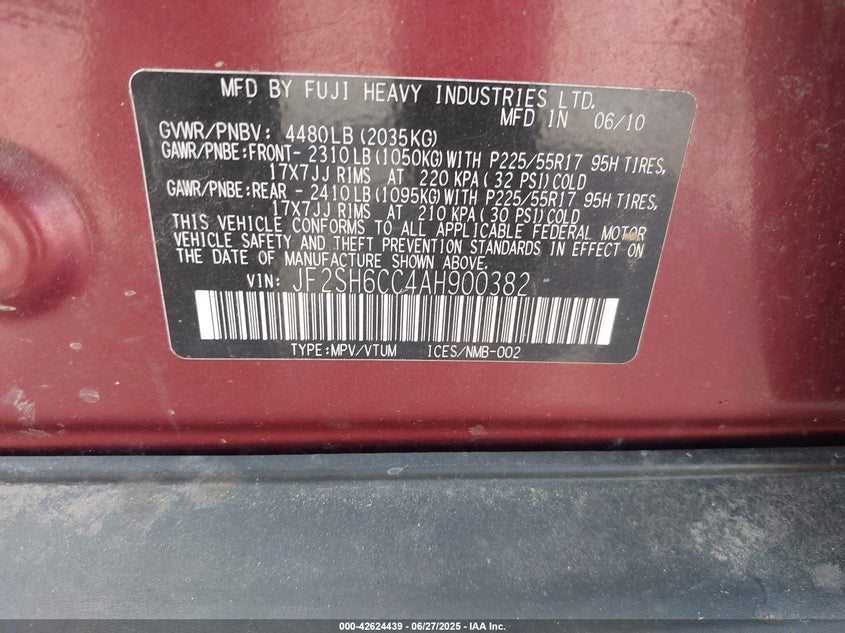 MFD BY FUJI HEAVY INDUSTRIES LTD.
MFD IN 06/10
GVWR/PNBV: 4480LB (2035KG)
GAWR/PNBE:FRONT- 2310LB (1050KG) WITH P225/55R17 95H TIRES,
17X7JJ RIMS AT 220 KPA ( 32 PSI) COLD
GAWR/PNBE:REAR - 2410LB (1095KG) WITH P225/55R17 95H TIRES,
17X7JJ RIMS AT 210 KPA ( 30 PSI) COLD
THIS VEHICLE CONFORMS TO ALL APPLICABLE FEDERAL MOTOR
VEHICLE SAFETY AND THEFT PREVENTION STANDARDS IN EFFECT ON
THE DATE OF MANUFACTURE SHOWN ABOVE.
VIN: JF2SH6CC4AH900382
TYPE:MPV/VTUM ICES/NMB-002
000-42624439 - 06/27/2025 - IAA Inc.